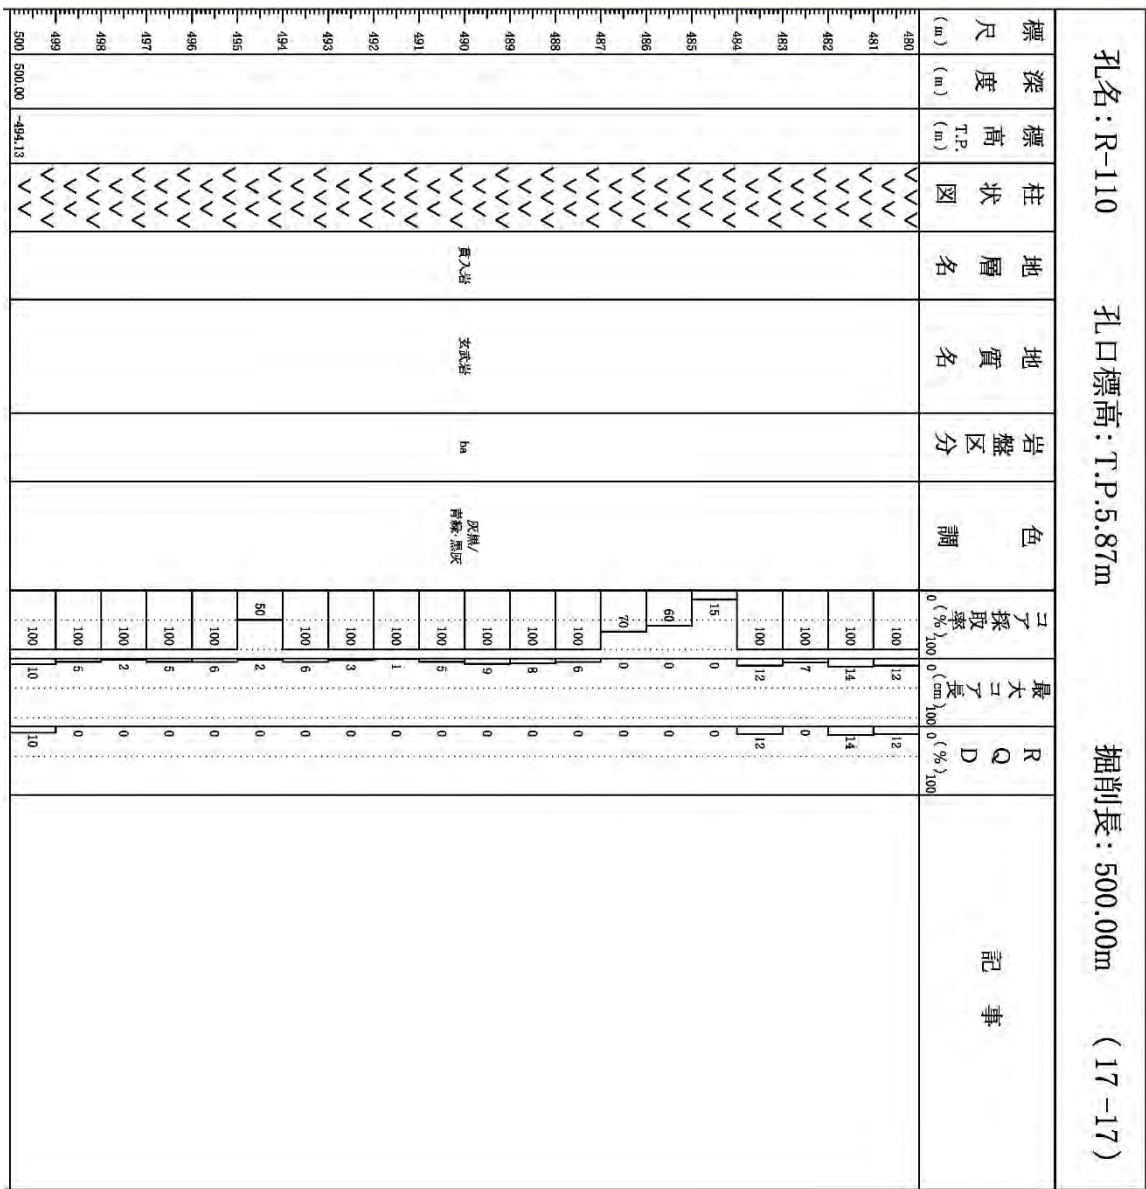 孔名：R-110　孔口標高：T.P.5.87m　掘削長：500.00m　(17-17)
標尺(m)
深度(m)
標高T.P.(m)
柱状図
地層名
地質名
岩盤区分
色調
コア採取率(%)
0 100
最大コア長(cm)
0 100
RQD
(%)
0 100
記事
480
100 12 12
481
100 14 14
482
100 7 0
483
100 12 12
484
15 0 0
485
60 0 0
486
70 0 0
487
100 6 0
488
100 8 0
489
100 9 0
490 貫入岩 玄武岩 ba 灰黒/
青緑・黒灰
100 5 0
491
100 1 0
492
100 3 0
493
100 6 0
494
50 2 0
495
100 6 0
496
100 5 0
497
100 2 0
498
100 5 0
499
100 10 10
500 500.00 -494.13